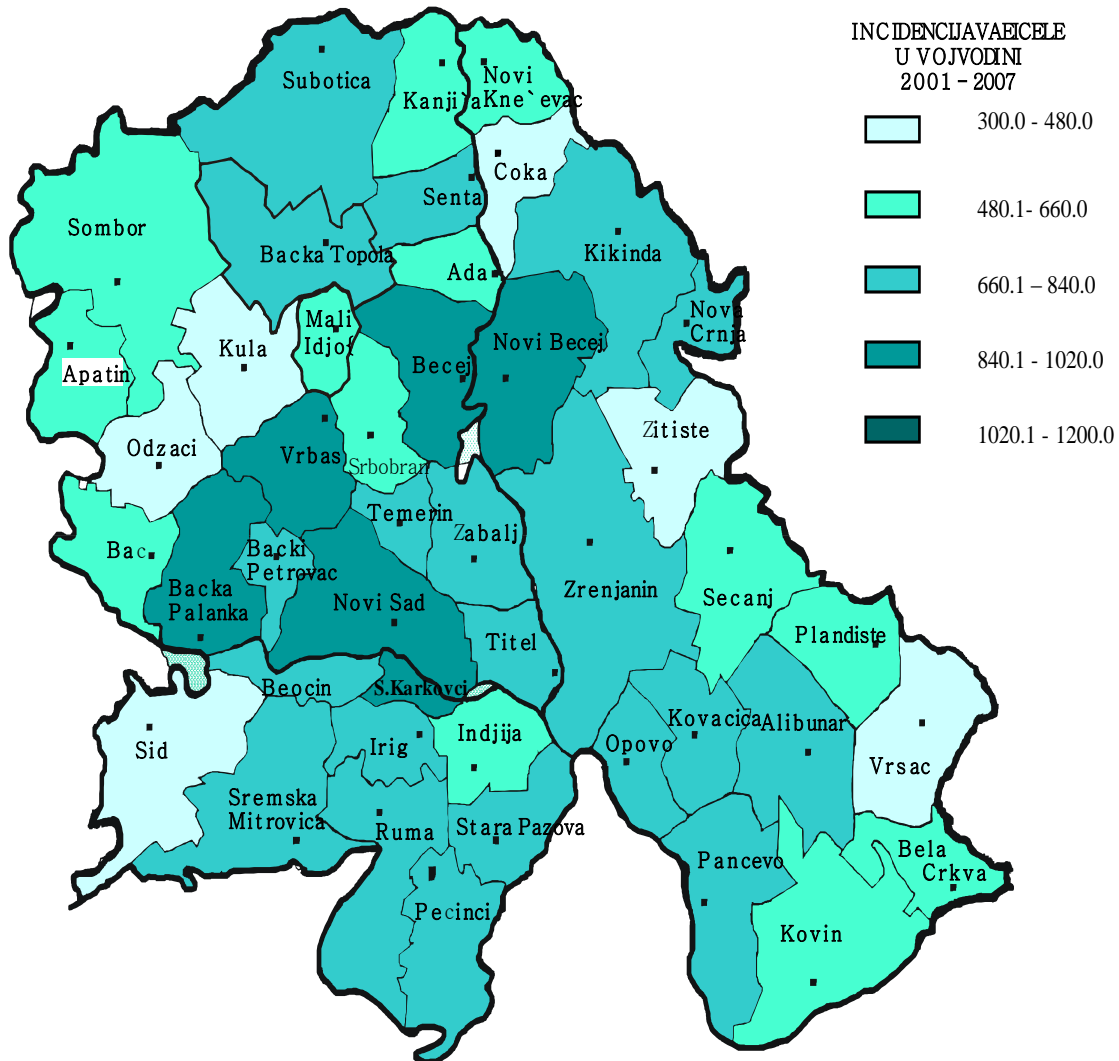 INCIDENCIJAVAEICELE
U VOJVODINI
2001 - 2007
300.0 - 480.0
480.1- 660.0
660.1 – 840.0
840.1 - 1020.0
1020.1 - 1200.0
Subotica
Kanji`a
Novi
Kne`evac
Coka
Senta
Sombor
Backa Topola
Kikinda
Ada
Nova
Crnja
Mali
Idjoš
Kula
Novi Becej
Becej
Apatin
Odzaci
Vrbas
Srbobran
Zitiste
Temerin
Zabalj
Bac
Backi
Petrovac
Backa
Palanka
Novi Sad
Zrenjanin
Secanj
Titel
Plandiste
Beocin
S.Karkovci
Sid
Irig
Indjija
Kovacica
Alibunar
Opovo
Vrsac
Sremska
Mitrovica
Ruma
Stara Pazova
Pancevo
Bela
Crkva
Pecinci
Kovin